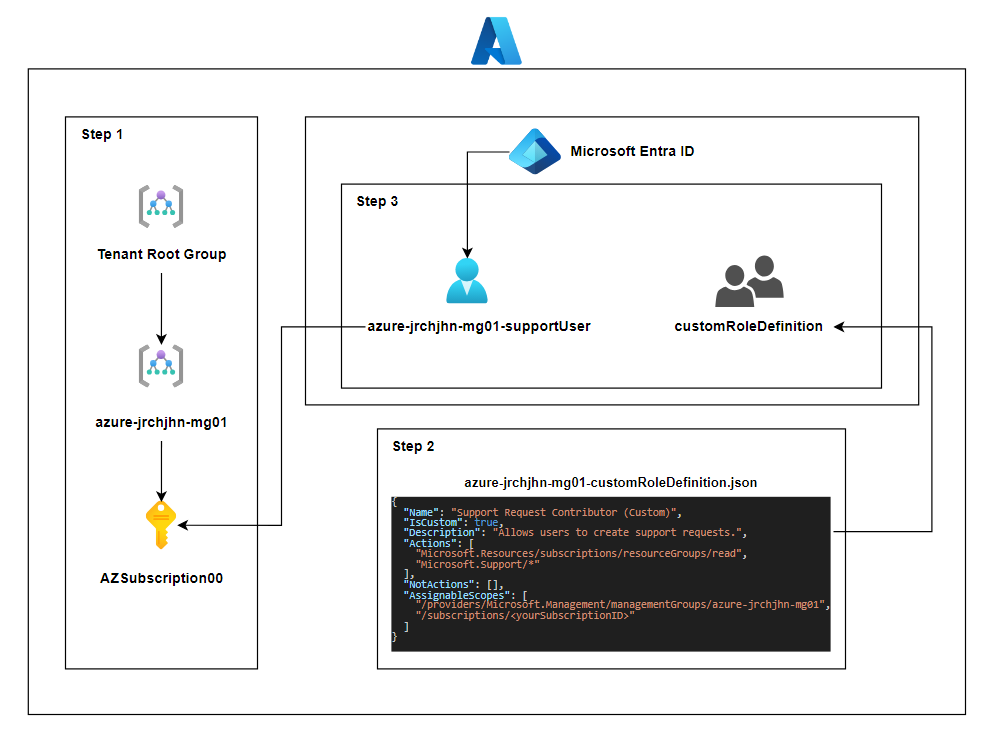 Step 1
Tenant Root Group
azure-jrchjhn-mg01
AZSubscription00
Microsoft Entra ID
Step 3
azure-jrchjhn-mg01-supportUser
customRoleDefinition
Step 2
azure-jrchjhn-mg01-customRoleDefinition.json
{
"Name": "Support Request Contributor (Custom)",
"IsCustom": true,
"Description": "Allows users to create support requests.",
"Actions": [
"Microsoft.Resources/subscriptions/resourceGroups/read",
"Microsoft.Support/*"
],
"NotActions": [],
"AssignableScopes": [
"/providers/Microsoft.Management/managementGroups/azure-jrchjhn-mg01",
"/subscriptions/<yourSubscriptionID>"
]
}